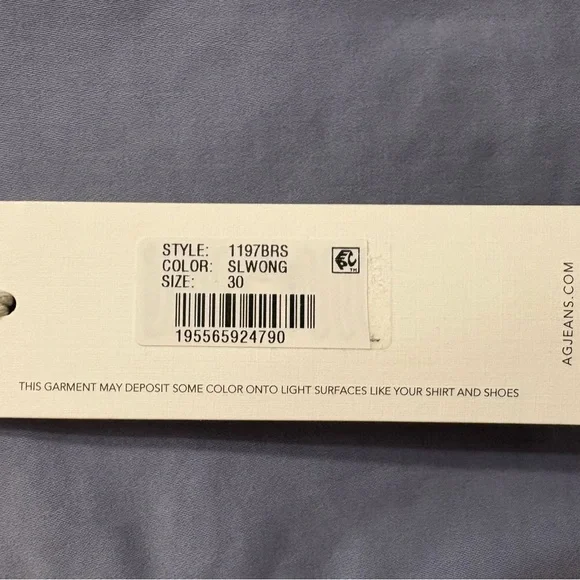 STYLE: 1197BRS
COLOR: SLWONG
SIZE: 30
195565924790
THIS GARMENT MAY DEPOSIT SOME COLOR ONTO LIGHT SURFACES LIKE YOUR SHIRT AND SHOES
AGJEANS.COM